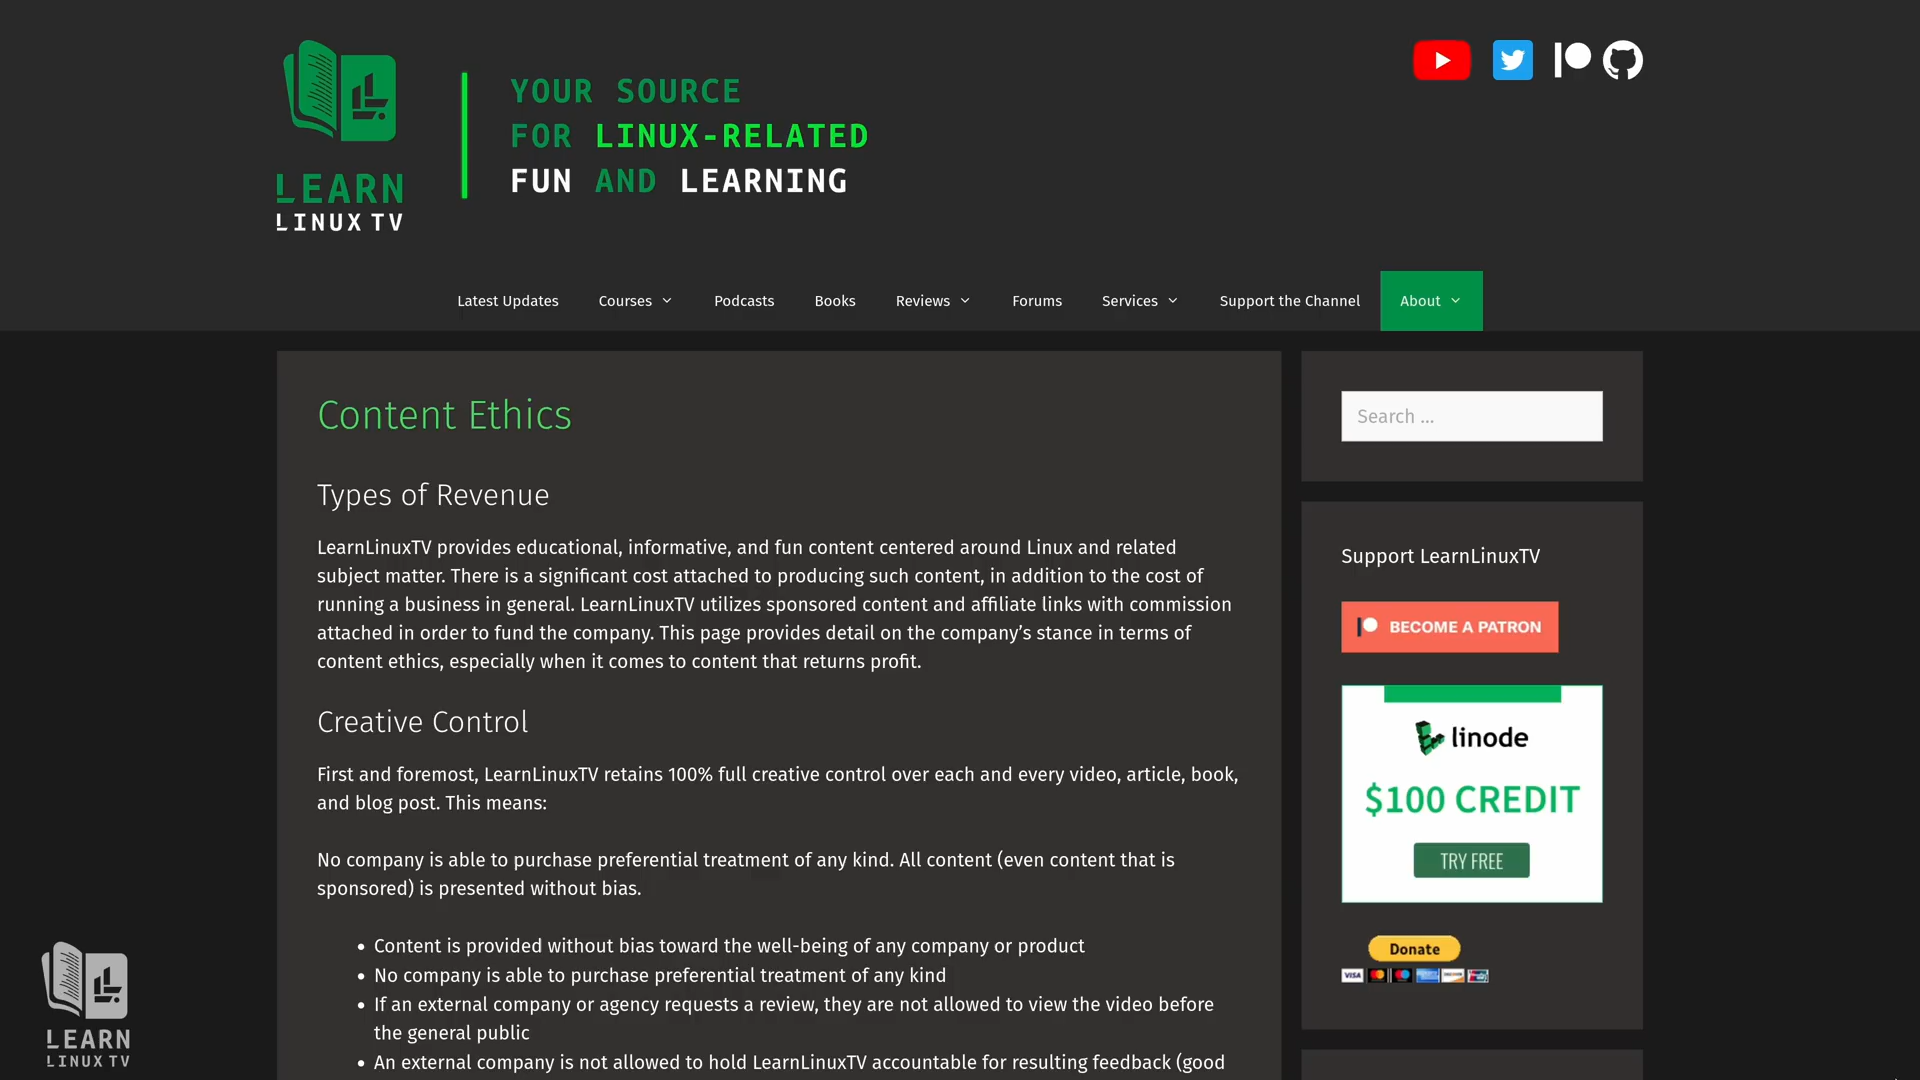 LEARN
LINUX TV
YOUR SOURCE
FOR LINUX-RELATED
FUN AND LEARNING
Latest Updates
Courses
Podcasts
Books
Reviews
Forums
Services
Support the Channel
About
Content Ethics
Types of Revenue
LearnLinuxTV provides educational, informative, and fun content centered around Linux and related
subject matter. There is a significant cost attached to producing such content, in addition to the cost of
running a business in general. LearnLinuxTV utilizes sponsored content and affiliate links with commission
attached in order to fund the company. This page provides detail on the company’s stance in terms of
content ethics, especially when it comes to content that returns profit.
Creative Control
First and foremost, LearnLinuxTV retains 100% full creative control over each and every video, article, book,
and blog post. This means:
No company is able to purchase preferential treatment of any kind. All content (even content that is
sponsored) is presented without bias.
• Content is provided without bias toward the well-being of any company or product
• No company is able to purchase preferential treatment of any kind
• If an external company or agency requests a review, they are not allowed to view the video before
the general public
• An external company is not allowed to hold LearnLinuxTV accountable for resulting feedback (good
Search ...
Support LearnLinuxTV
BECOME A PATRON
linode
$100 CREDIT
TRY FREE
Donate
VISA
LEARN
LINUX TV